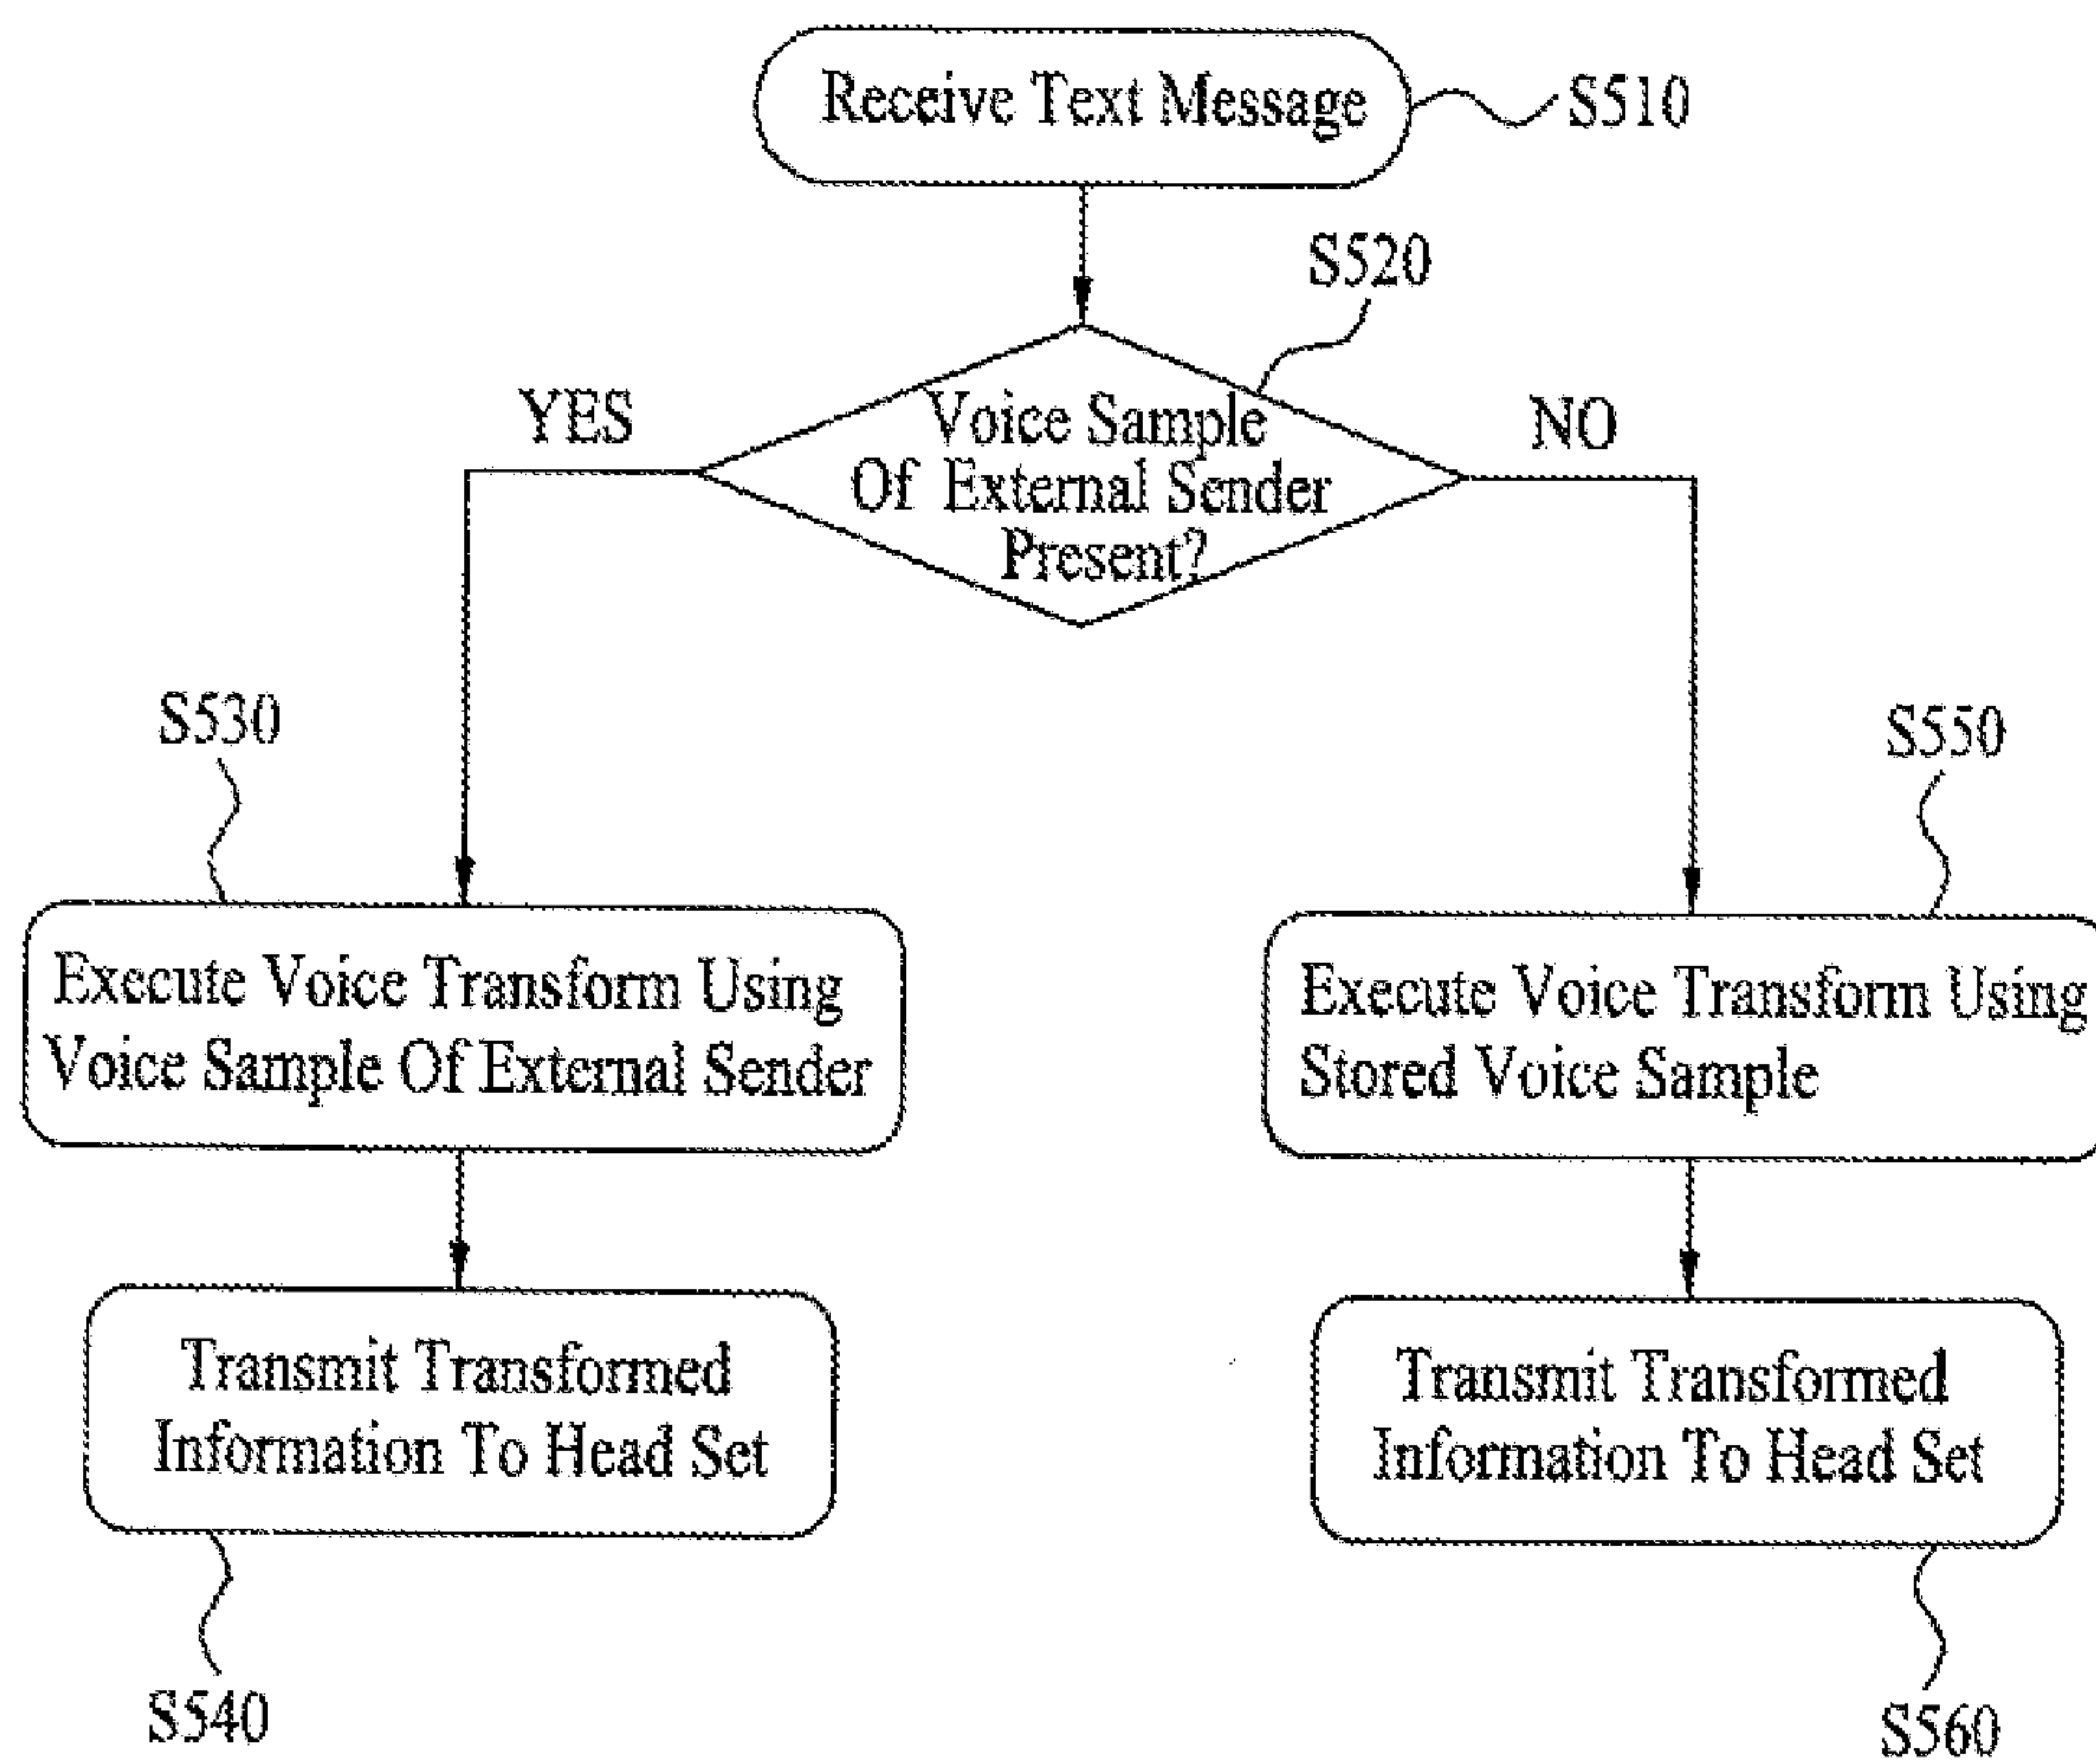 Receive Text Message
S510
S520
YES
Voice Sample
Of External Sender
Present?
NO
S530
S550
Execute Voice Transform Using
Voice Sample Of External Sender
Execute Voice Transform Using
Stored Voice Sample
Transmit Transformed
Information To Head Set
Transmit Transformed
Information To Head Set
S540
S560